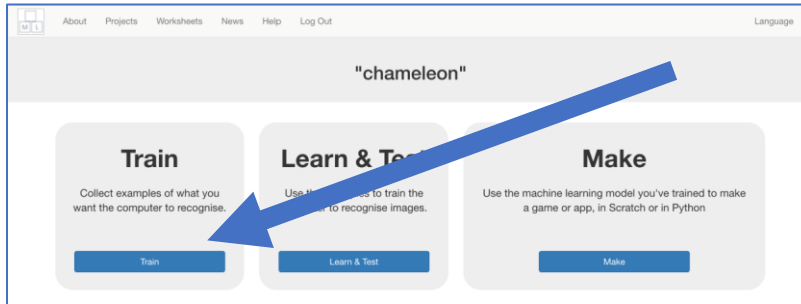 M L About Projects Worksheets News Help Log Out Language
"chameleon"
Train
Collect examples of what you
want the computer to recognise.
Train
Learn &
Use to train the
to recognise images.
Learn & Test
Make
Use the machine learning model you've trained to make
a game or app, in Scratch or in Python
Make